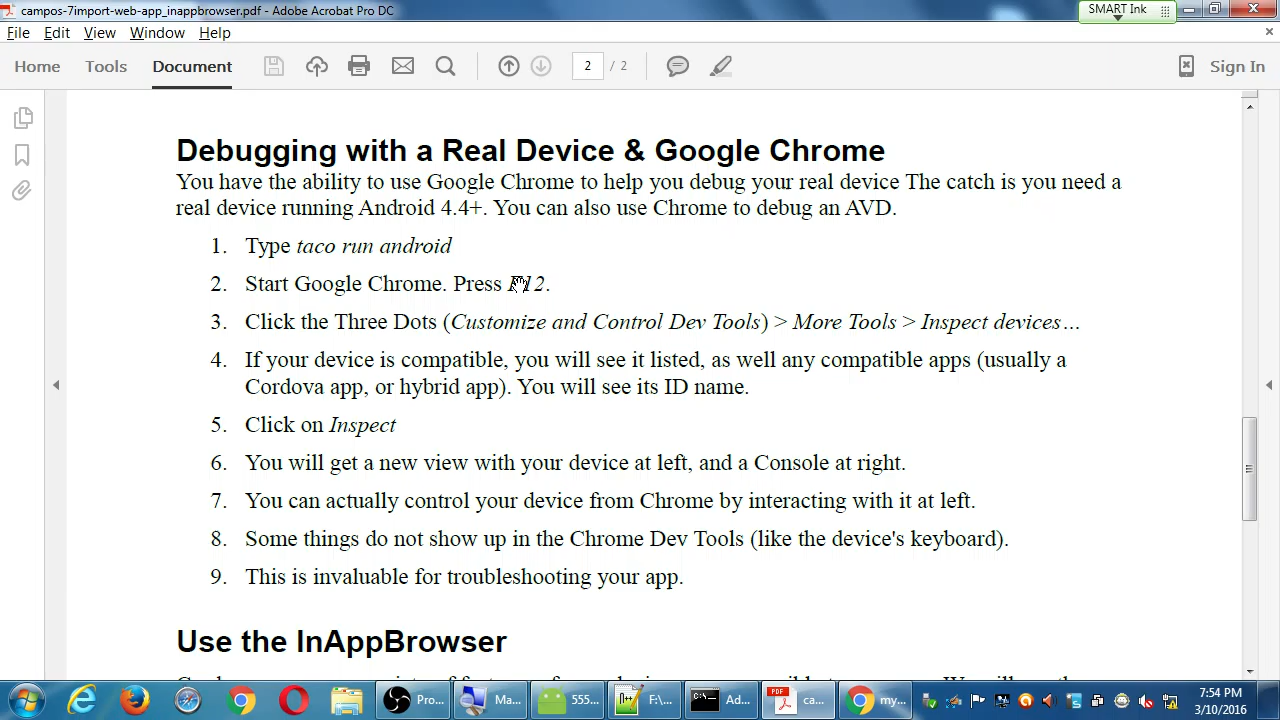 campos-7import-web-app_inappbrowser.pdf - Adobe Acrobat Pro DC
SMART Ink
File Edit View Window Help
Home Tools Document 2 / 2 Sign In
Debugging with a Real Device & Google Chrome
You have the ability to use Google Chrome to help you debug your real device The catch is you need a
real device running Android 4.4+. You can also use Chrome to debug an AVD.
1. Type taco run android
2. Start Google Chrome. Press F12.
3. Click the Three Dots (Customize and Control Dev Tools) > More Tools > Inspect devices…
4. If your device is compatible, you will see it listed, as well any compatible apps (usually a
Cordova app, or hybrid app). You will see its ID name.
5. Click on Inspect
6. You will get a new view with your device at left, and a Console at right.
7. You can actually control your device from Chrome by interacting with it at left.
8. Some things do not show up in the Chrome Dev Tools (like the device's keyboard).
9. This is invaluable for troubleshooting your app.
Use the InAppBrowser
Pro... Ma... 555... F:\... Ad... ca... my...
7:54 PM
3/10/2016